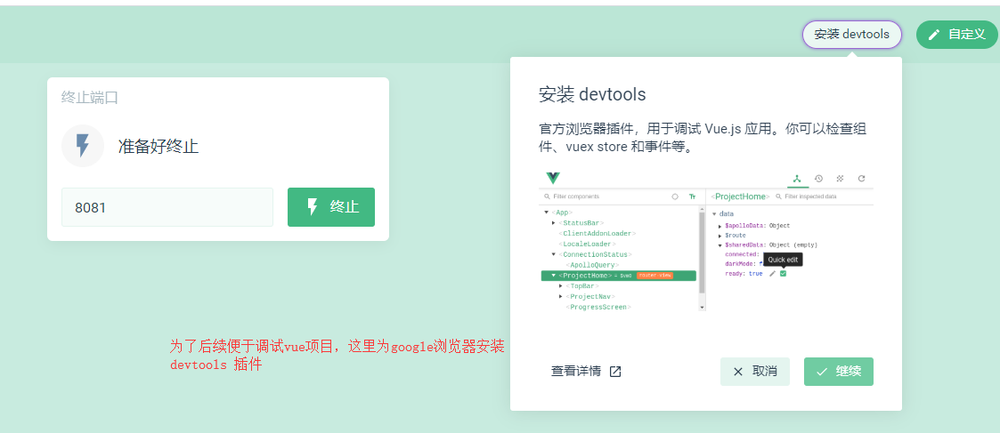 安装 devtools
自定义
终止端口
准备好终止
8081
终止
安装 devtools
官方浏览器插件，用于调试 Vue.js 应用。你可以检查组
件、vuex store 和事件等。
Filter components
Tr
<ProjectHome>
Filter inspected data
<App>
<StatusBar>
<ClientAddonLoader>
<LocaleLoader>
<ConnectionStatus>
<ApolloQuery>
<ProjectHome> = $vm0 router-view
<TopBar>
<ProjectNav>
<ProgressScreen>
data
$apolloData: Object
$route
$sharedData: Object (empty)
connected:
Quick edit
darkMode: f
ready: true
为了后续便于调试vue项目，这里为google浏览器安装
devtools 插件
查看详情
取消
继续